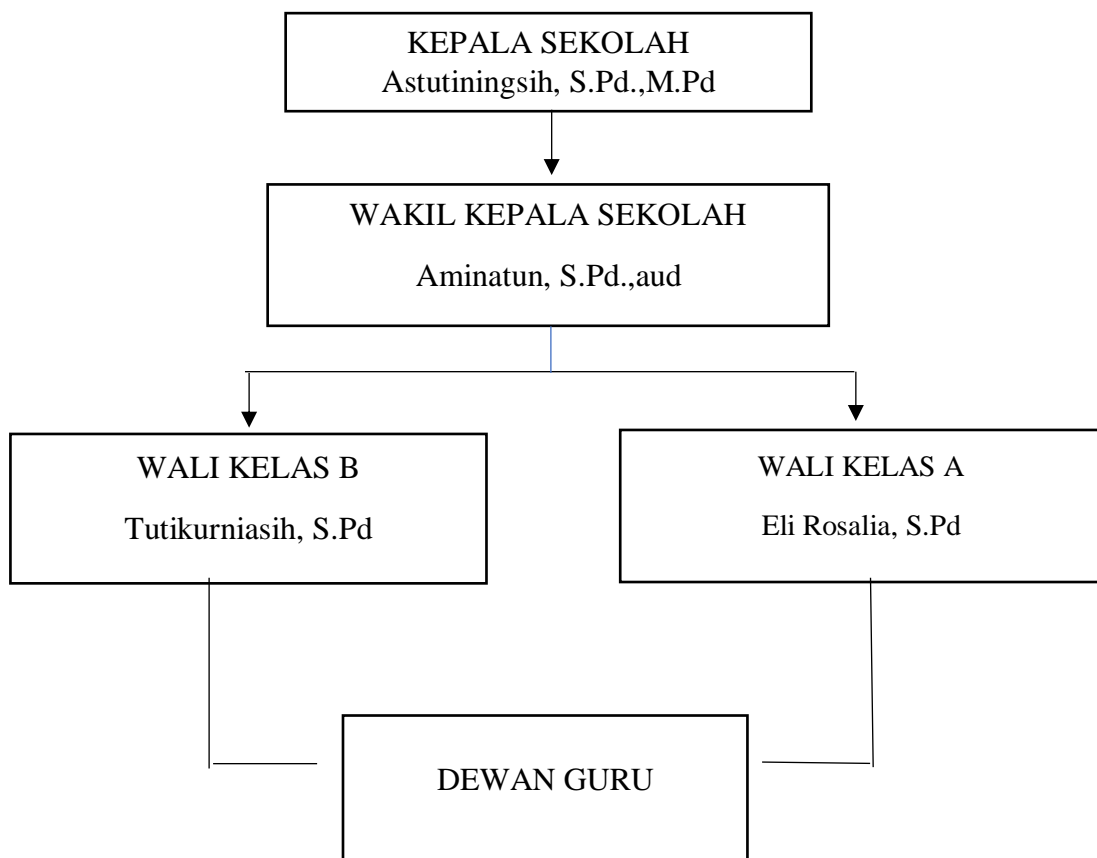 KEPALA SEKOLAH
Astutiningsih, S.Pd.,M.Pd
WAKIL KEPALA SEKOLAH
Aminatun, S.Pd.,aud
WALI KELAS B
Tutikurniasih, S.Pd
WALI KELAS A
Eli Rosalia, S.Pd
DEWAN GURU